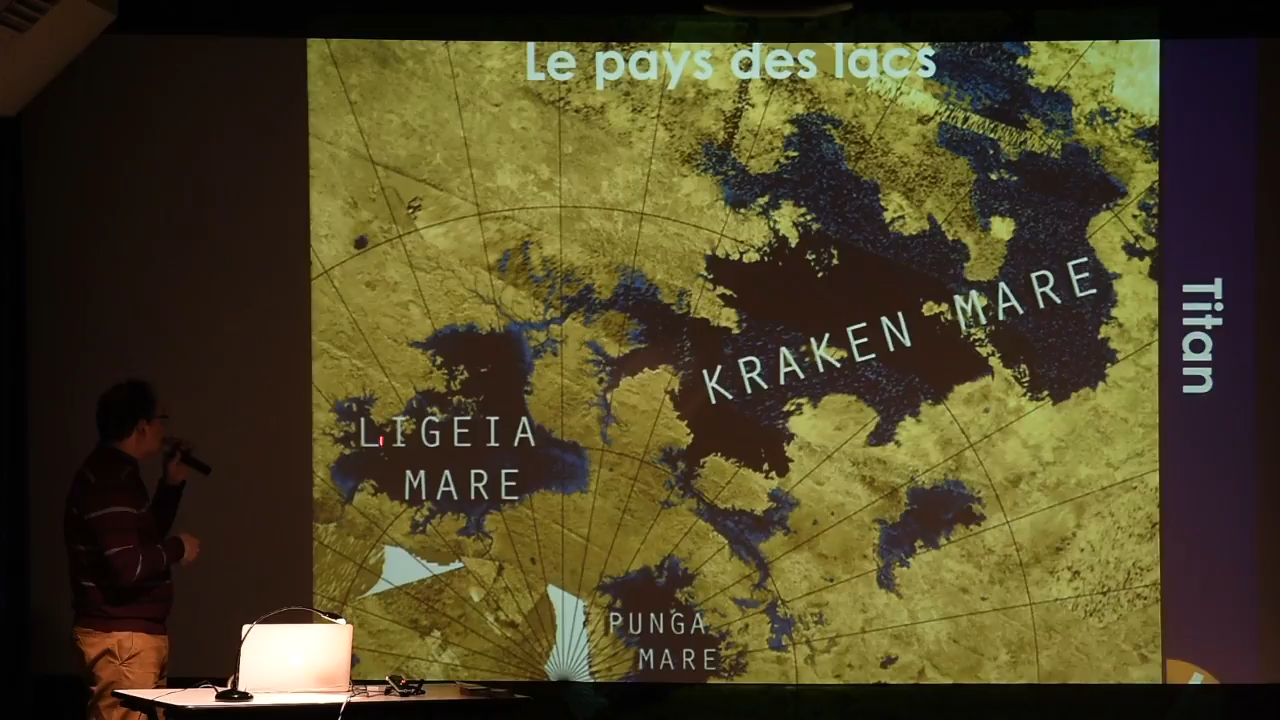 Le pays des lacs
KRAKEN MARE
LIGEIA
MARE
PUNGA
MARE
Titan